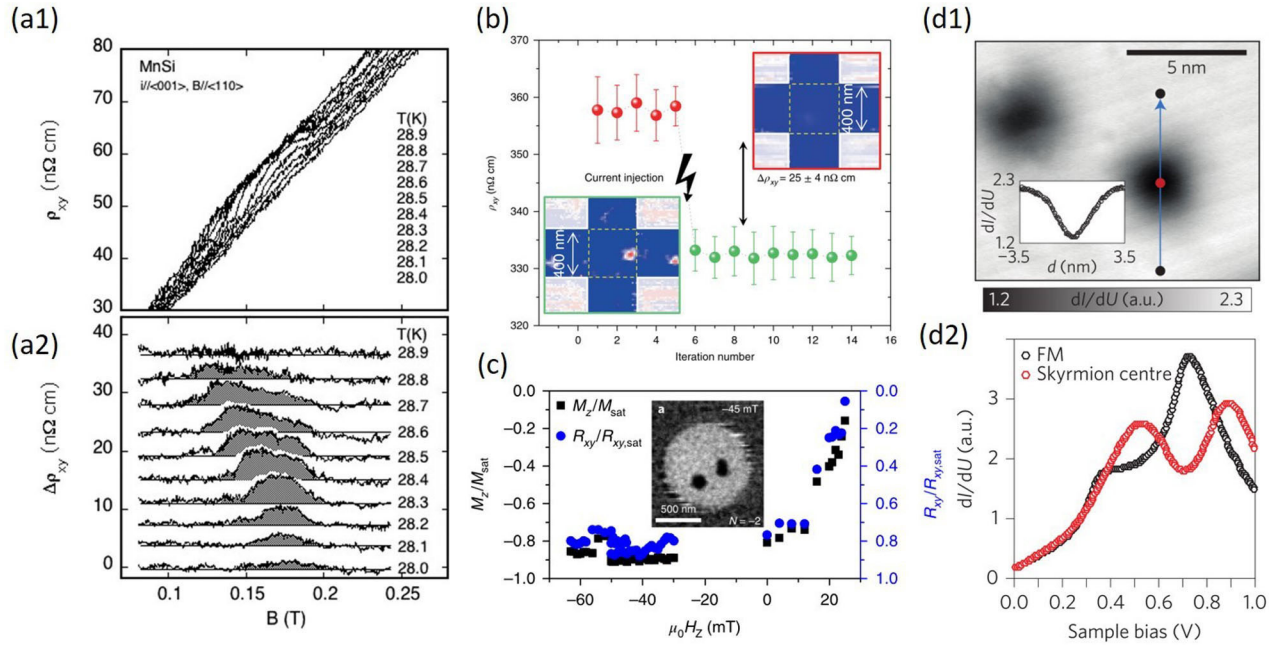 (a1)
80
70
60
50
40
30
ρxy (nΩ cm)
MnSi
i//<001>, B//<110>
T(K)
28.9
28.8
28.7
28.6
28.5
28.4
28.3
28.2
28.1
28.0
(a2)
40
30
20
10
0
Δρxy (nΩ cm)
T(K)
28.9
28.8
28.7
28.6
28.5
28.4
28.3
28.2
28.1
28.0
0.1 0.15 0.2 0.25
B (T)
(b)
370
360
350
340
330
320
ρxy (nΩ cm)
400 nm
Current injection
Δρxy = 25 ± 4 nΩ cm
400 nm
0 2 4 6 8 10 12 14 16
Iteration number
(c)
0.0
−0.2
−0.4
−0.6
−0.8
−1.0
Mz/Msat
Mz/Msat
Rxy/Rxy,sat
a −45 mT
500 nm N = −2
0.0
0.2
0.4
0.6
0.8
1.0
Rxy/Rxy,sat
−60 −40 −20 0 20
μ0HZ (mT)
(d1)
5 nm
2.3
dI/dU
1.2
−3.5 3.5
d (nm)
1.2 dI/dU (a.u.) 2.3
(d2)
4
3
2
1
0
dI/dU (a.u.)
FM
Skyrmion centre
0.0 0.2 0.4 0.6 0.8 1.0
Sample bias (V)